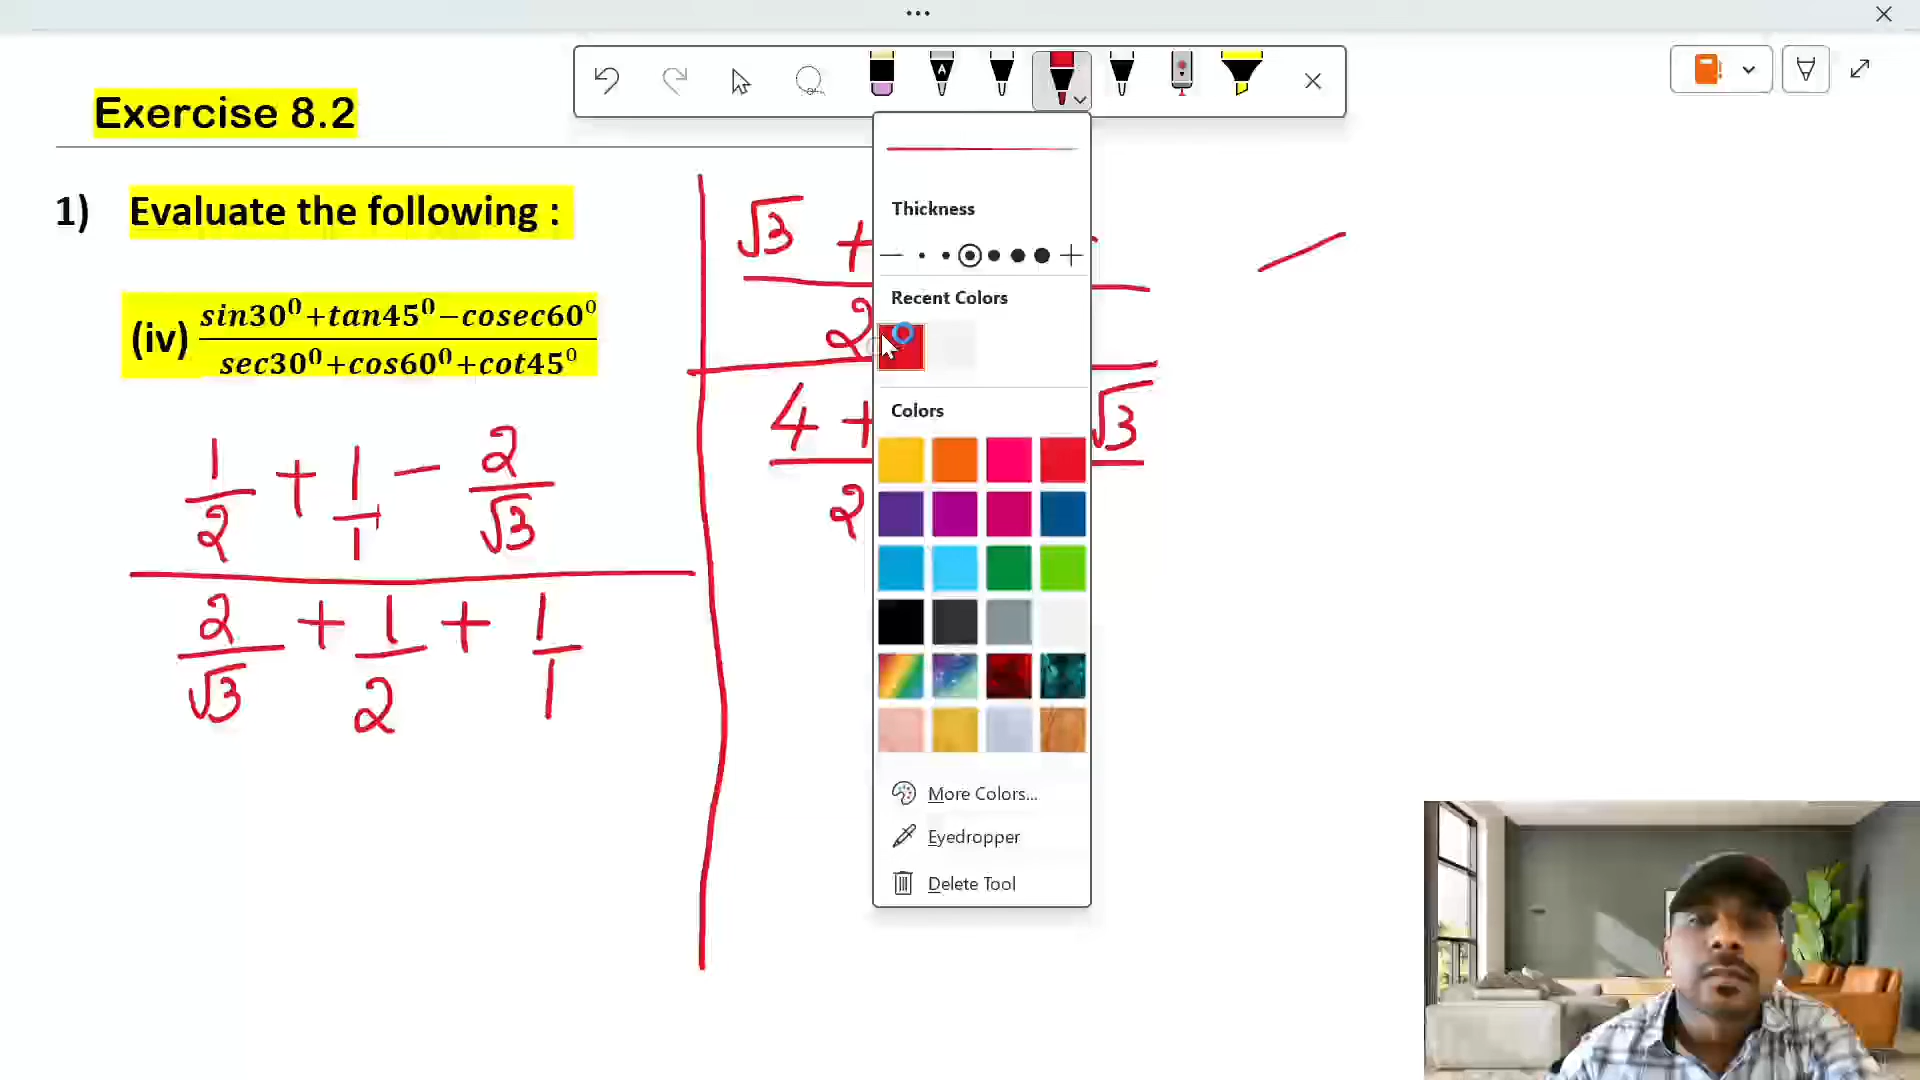 Exercise 8.2
1) Evaluate the following :
(iv) sin30⁰+tan45⁰−cosec60⁰
sec30⁰+cos60⁰+cot45⁰
1/2 + 1/1 − 2/√3
2/√3 + 1/2 + 1/1
√3 +
2
4 + √3
2
A
Thickness
Recent Colors
Colors
More Colors...
Eyedropper
Delete Tool